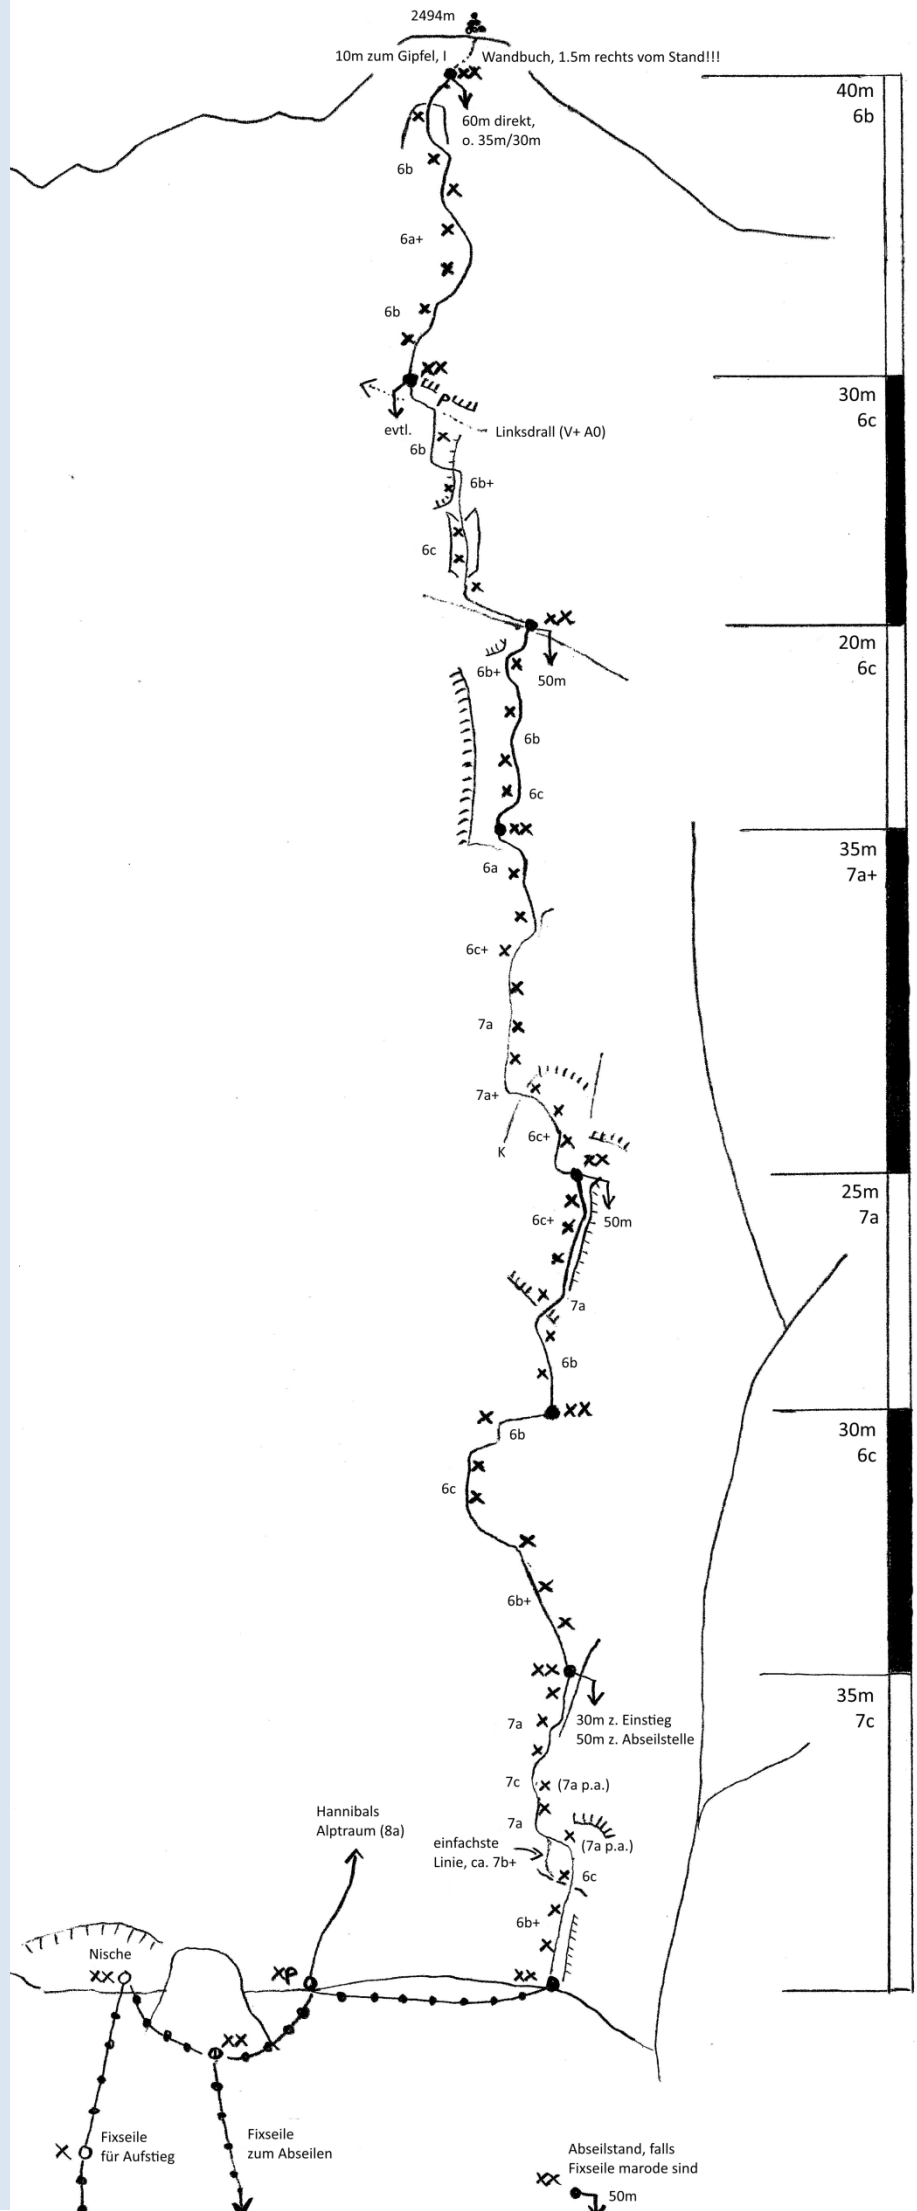 2494m
10m zum Gipfel, I
Wandbuch, 1.5m rechts vom Stand!!!
40m
6b
60m direkt,
o. 35m/30m
6b
6a+
6b
30m
6c
evtl.
P
Linksdrall (V+ A0)
6b
6b+
6c
20m
6c
6b+
50m
6b
6c
35m
7a+
6a
6c+
7a
7a+
6c+
K
25m
7a
6c+
50m
7a
6b
30m
6c
6b
6c
6b+
35m
7c
30m z. Einstieg
50m z. Abseilstelle
7a
7c
(7a p.a.)
7a
(7a p.a.)
Hannibals
Alptraum (8a)
einfachste
Linie, ca. 7b+
6c
6b+
Nische
P
Fixseile
für Aufstieg
Fixseile
zum Abseilen
Abseilstand, falls
Fixseile marode sind
50m